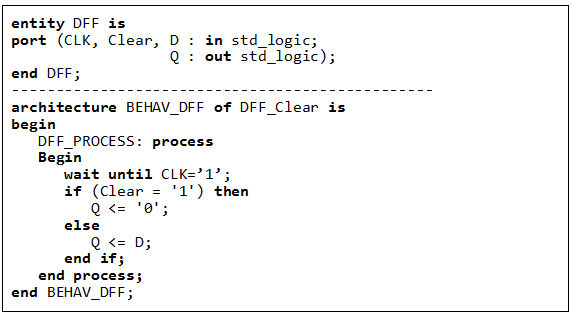 entity DFF is
port (CLK, Clear, D : in std_logic;
Q : out std_logic);
end DFF;
-----------------------------------------------
architecture BEHAV_DFF of DFF_Clear is
begin
DFF_PROCESS: process
Begin
wait until CLK=’1’;
if (Clear = '1') then
Q <= '0';
else
Q <= D;
end if;
end process;
end BEHAV_DFF;